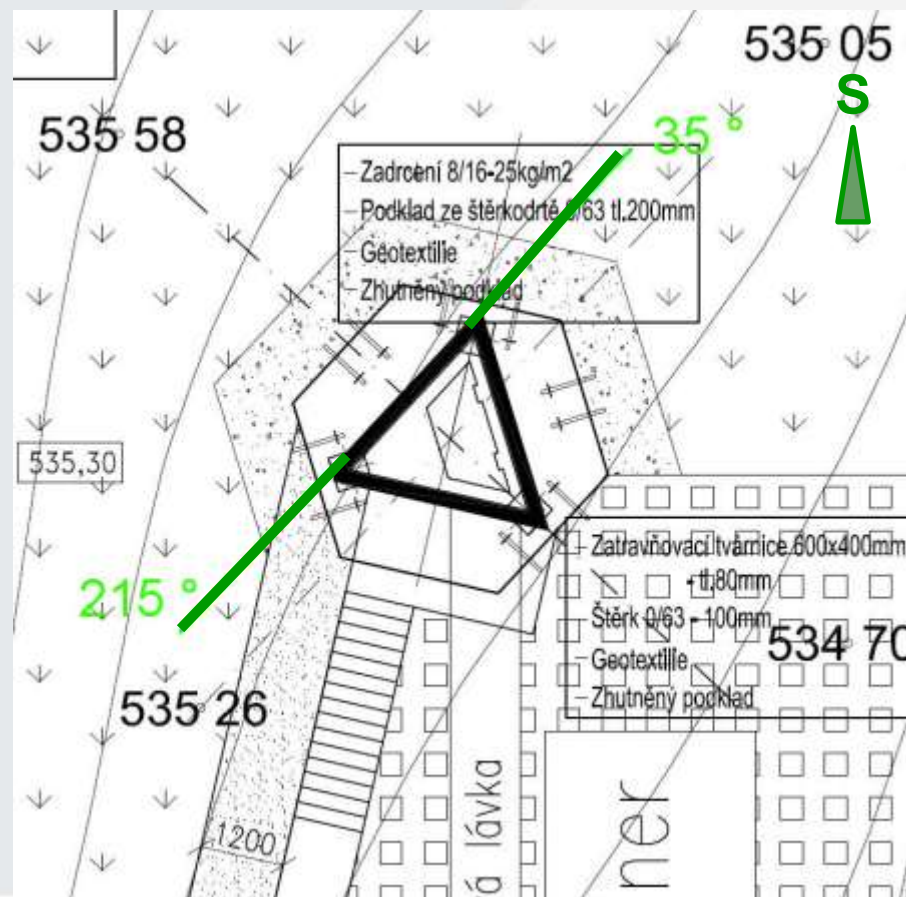 535 05
S
535 58
35 °
– Zadrcení 8/16-25kg/m2
– Podklad ze štěrkodrtě 0/63 tl.200mm
– Geotextilie
– Zhutněný podklad
535,30
– Zatravňovací tvárnice 600x400mm
- tl.80mm
– Štěrk 0/63 - 100mm
– Geotextilie
– Zhutněný podklad
215 °
534 70
535 26
1200
vá lávka
ner